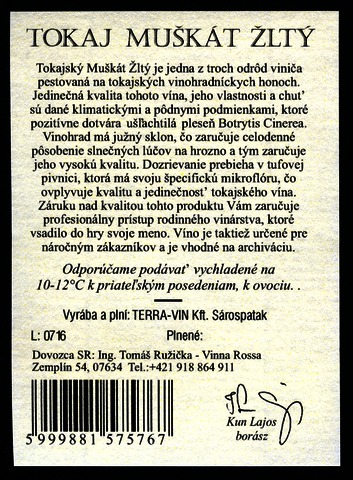 TOKAJ MUŠKÁT ŽLTÝ
Tokajský Muškát Žltý je jedna z troch odrôd viniča
pestovaná na tokajských vinohradníckych honoch.
Jedinečná kvalita tohoto vína, jeho vlastnosti a chuť
sú dané klimatickými a pôdnymi podmienkami, ktoré
pozitívne dotvára ušľachtilá pleseň Botrytis Cinerea.
Vinohrad má južný sklon, čo zaručuje celodenné
pôsobenie slnečných lúčov na hrozno a tým zaručuje
jeho vysokú kvalitu. Dozrievanie prebieha v tufovej
pivnici, ktorá má svoju špecifickú mikroflóru, čo
ovplyvuje kvalitu a jedinečnosť tokajského vína.
Záruku nad kvalitou tohto produktu Vám zaručuje
profesionálny prístup rodinného vinárstva, ktoré
vsadilo do hry svoje meno. Víno je taktiež určené pre
náročným zákazníkov a je vhodné na archiváciu.
Odporúčame podávať vychladené na
10-12°C k priateľským posedeniam, k ovociu. .
Vyrába a plní: TERRA-VIN Kft. Sárospatak
L: 0716 Plnené:
Dovozca SR: Ing. Tomáš Ružička - Vinna Rossa
Zemplín 54, 07634 Tel.:+421 918 864 911
5 999881 575767
Kun Lajos
borász